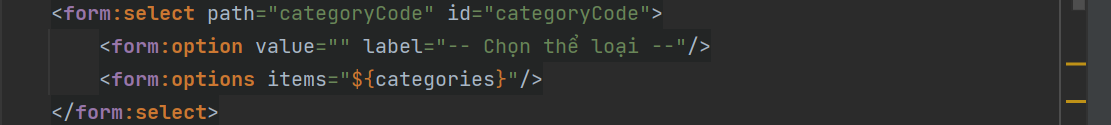 <form:select path="categoryCode" id="categoryCode">
<form:option value="" label="-- Chọn thể loại --"/>
<form:options items="${categories}"/>
</form:select>